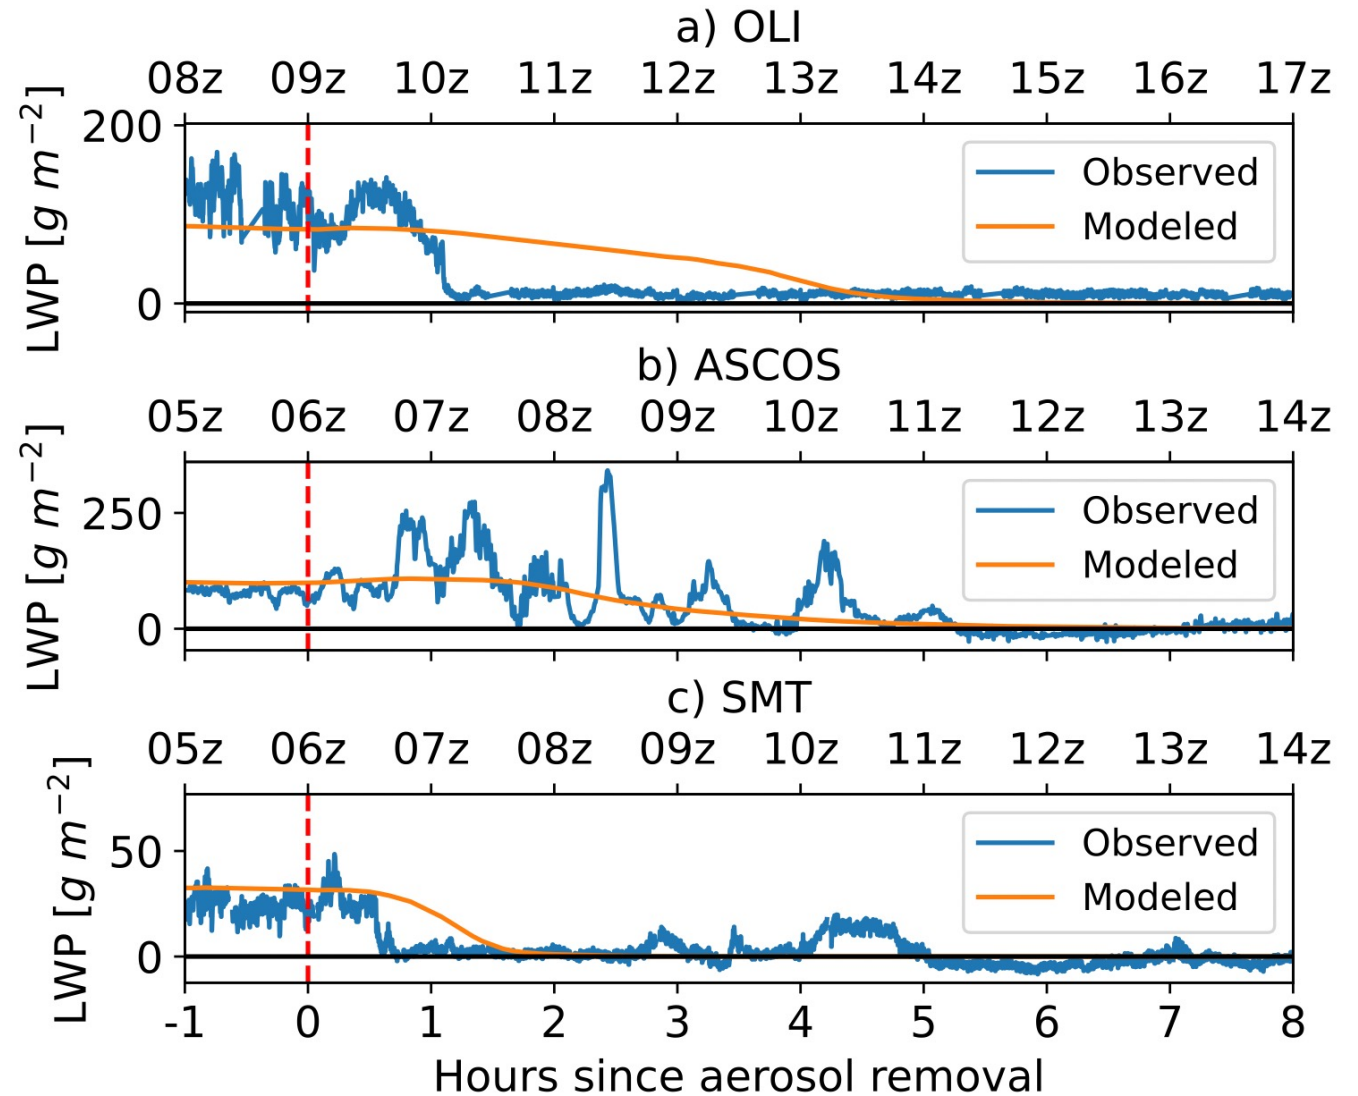 a) OLI
08z 09z 10z 11z 12z 13z 14z 15z 16z 17z
LWP [g m⁻²]
200
0
Observed
Modeled
b) ASCOS
05z 06z 07z 08z 09z 10z 11z 12z 13z 14z
LWP [g m⁻²]
250
0
Observed
Modeled
c) SMT
05z 06z 07z 08z 09z 10z 11z 12z 13z 14z
LWP [g m⁻²]
50
0
Observed
Modeled
-1 0 1 2 3 4 5 6 7 8
Hours since aerosol removal